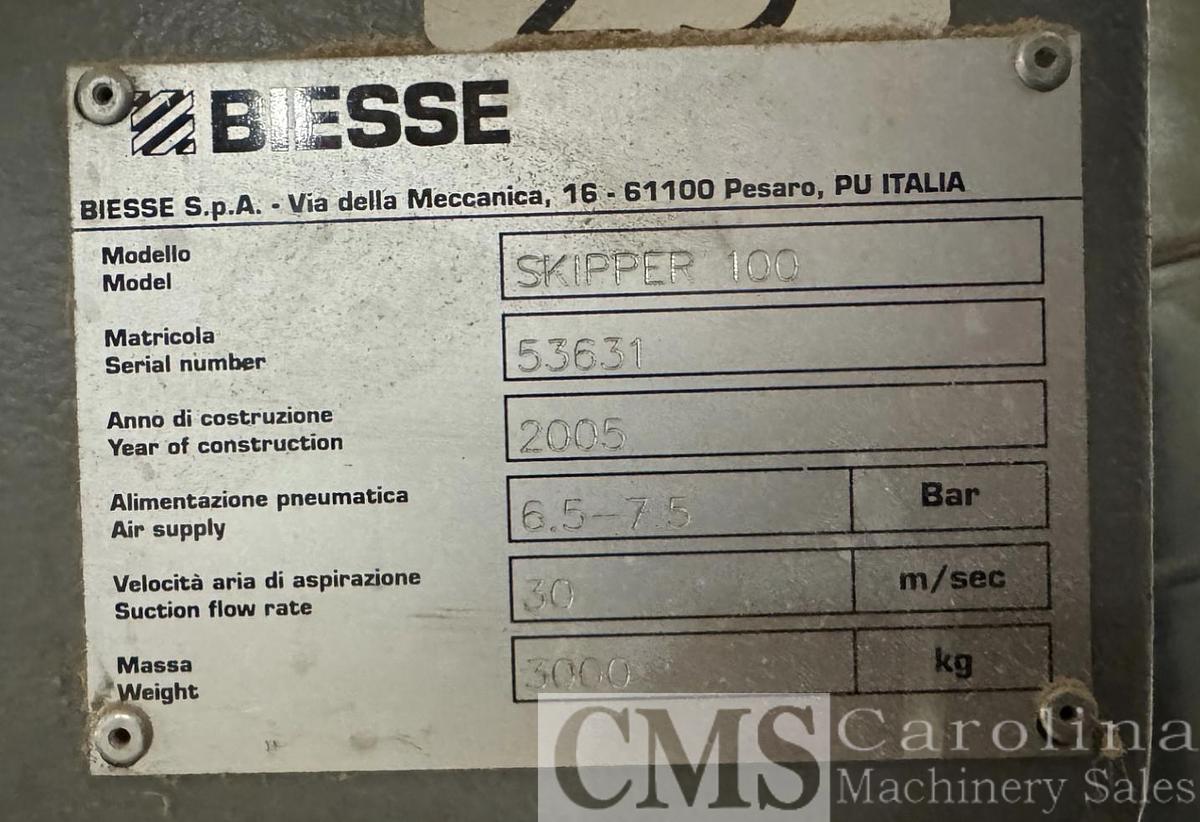 BIESSE
BIESSE S.p.A. - Via della Meccanica, 16 - 61100 Pesaro, PU ITALIA
Modello
Model
SKIPPER 100
Matricola
Serial number
53631
Anno di costruzione
Year of construction
2005
Alimentazione pneumatica
Air supply
6.5-7.5 Bar
Velocità aria di aspirazione
Suction flow rate
30 m/sec
Massa
Weight
3000 kg
CMS Carolina
Machinery Sales